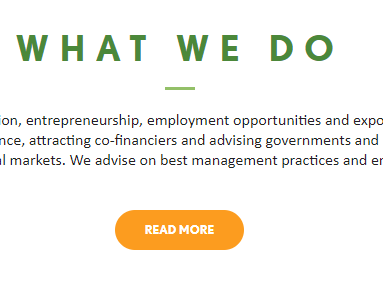 WHAT WE DO
ion, entrepreneurship, employment opportunities and expo
nce, attracting co-financiers and advising governments and
al markets. We advise on best management practices and en
READ MORE